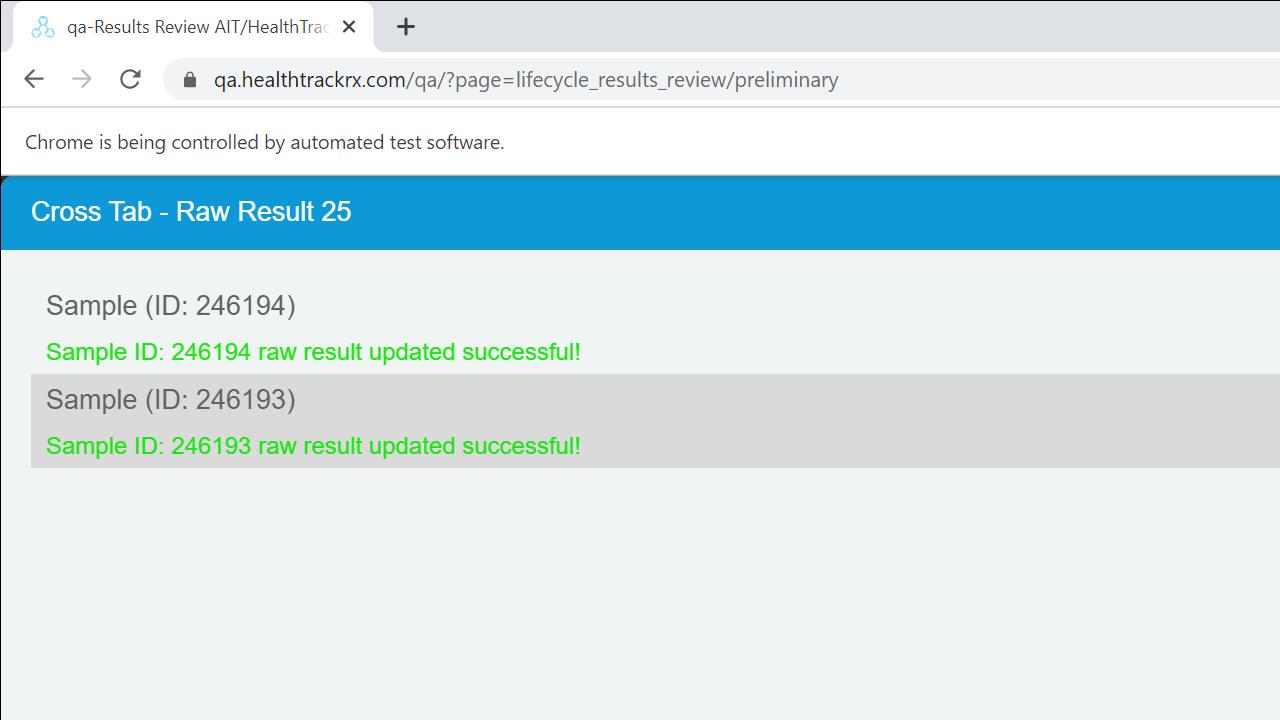 qa-Results Review AIT/HealthTrac
qa.healthtrackrx.com/qa/?page=lifecycle_results_review/preliminary
Chrome is being controlled by automated test software.
Cross Tab - Raw Result 25
Sample (ID: 246194)
Sample ID: 246194 raw result updated successful!
Sample (ID: 246193)
Sample ID: 246193 raw result updated successful!